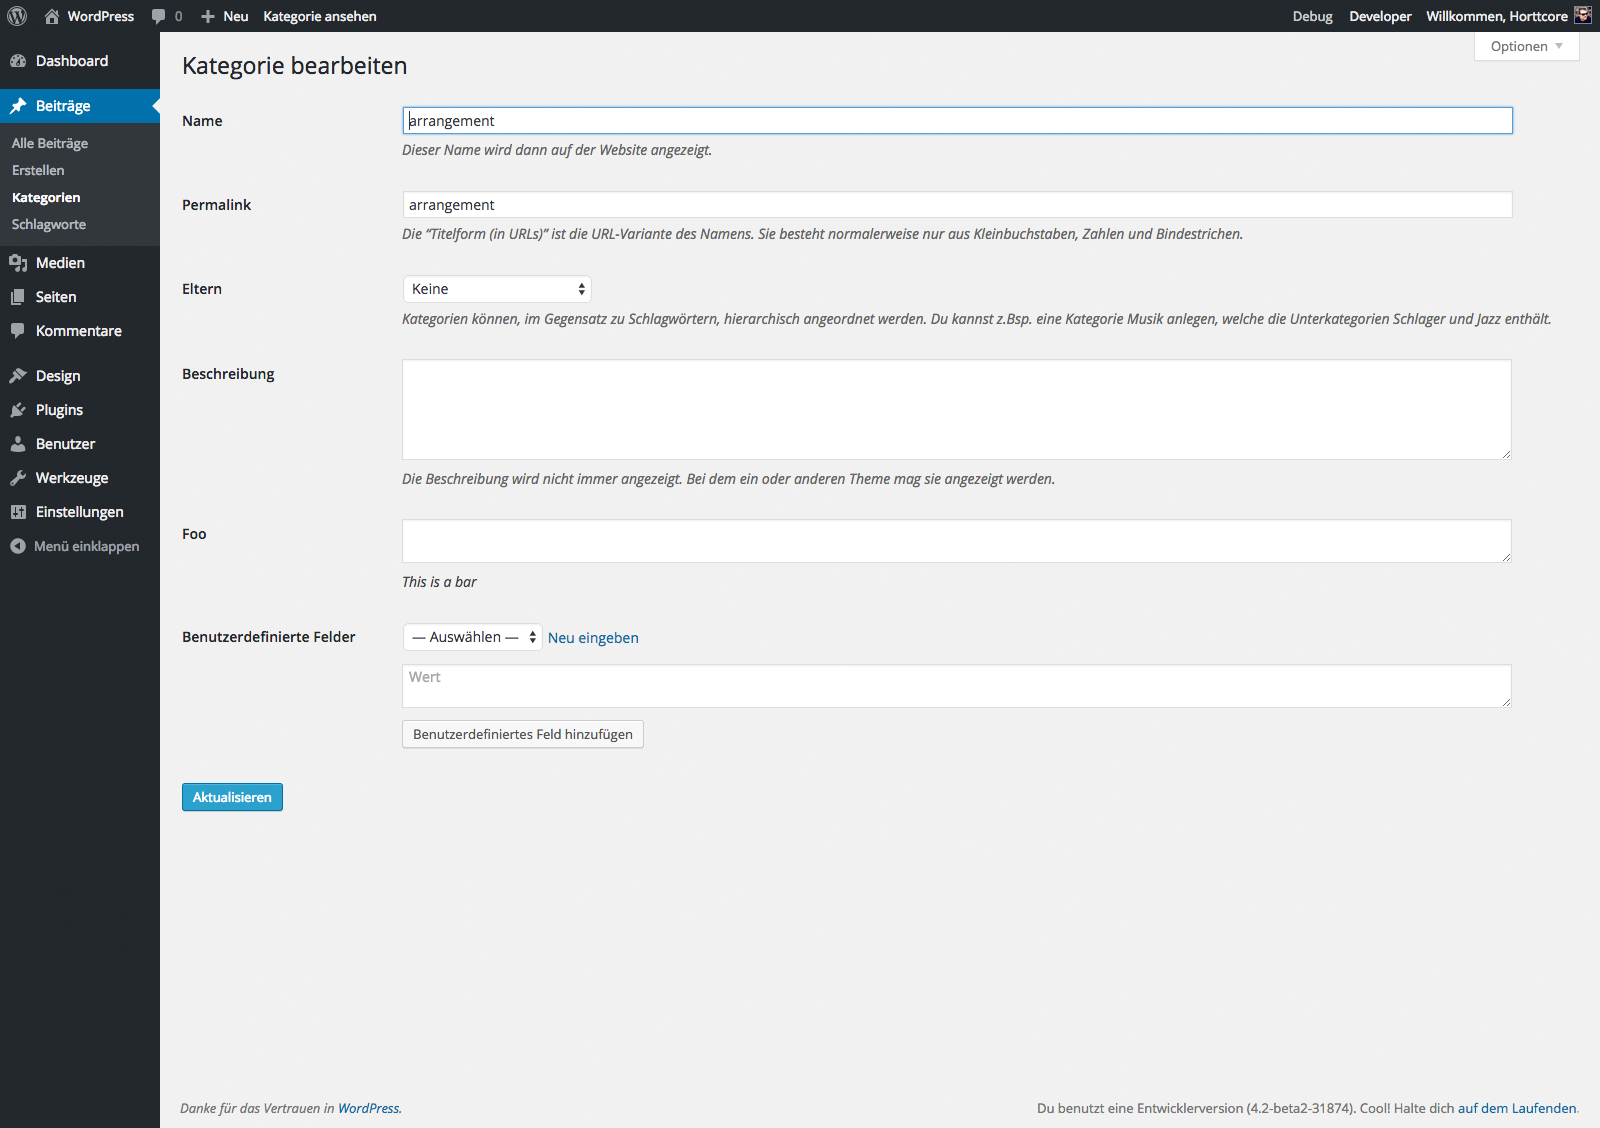 WordPress 0 Neu Kategorie ansehen Debug Developer Willkommen, Horttcore
Optionen
Dashboard
Beiträge
Alle Beiträge
Erstellen
Kategorien
Schlagworte
Medien
Seiten
Kommentare
Design
Plugins
Benutzer
Werkzeuge
Einstellungen
Menü einklappen
Kategorie bearbeiten
Name
arrangement
Dieser Name wird dann auf der Website angezeigt.
Permalink
arrangement
Die “Titelform (in URLs)” ist die URL-Variante des Namens. Sie besteht normalerweise nur aus Kleinbuchstaben, Zahlen und Bindestrichen.
Eltern
Keine
Kategorien können, im Gegensatz zu Schlagwörtern, hierarchisch angeordnet werden. Du kannst z.Bsp. eine Kategorie Musik anlegen, welche die Unterkategorien Schlager und Jazz enthält.
Beschreibung
Die Beschreibung wird nicht immer angezeigt. Bei dem ein oder anderen Theme mag sie angezeigt werden.
Foo
This is a bar
Benutzerdefinierte Felder
— Auswählen — Neu eingeben
Wert
Benutzerdefiniertes Feld hinzufügen
Aktualisieren
Danke für das Vertrauen in WordPress.
Du benutzt eine Entwicklerversion (4.2-beta2-31874). Cool! Halte dich auf dem Laufenden.